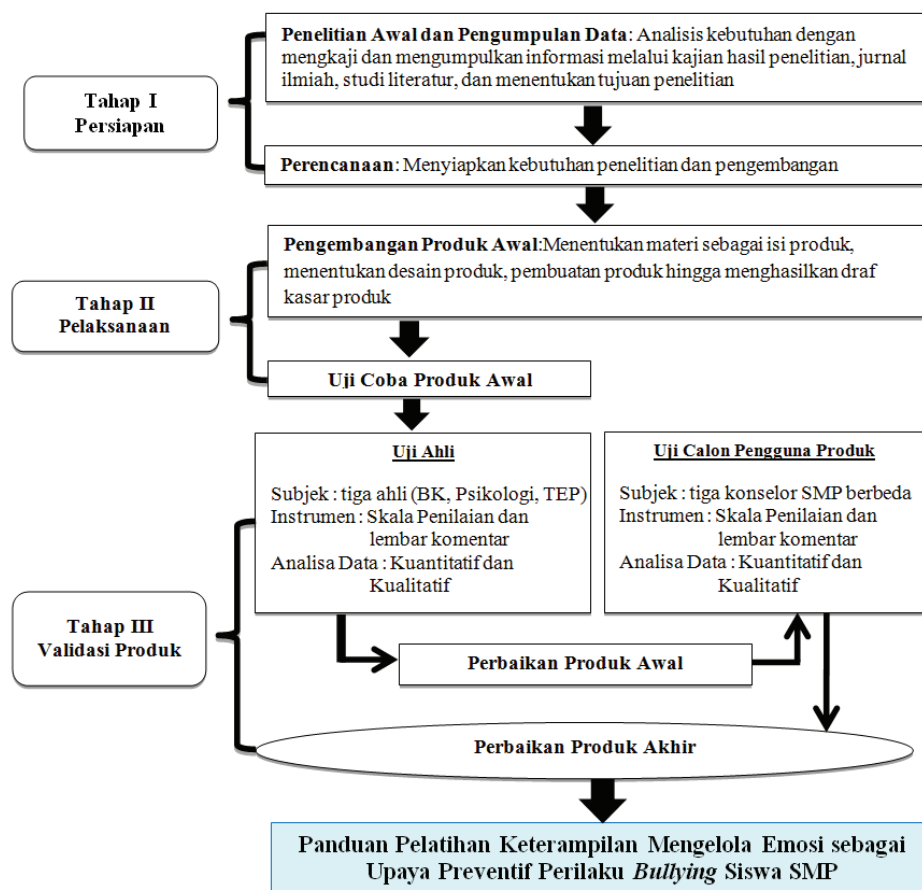 Penelitian Awal dan Pengumpulan Data: Analisis kebutuhan dengan
mengkaji dan mengumpulkan informasi melalui kajian hasil penelitian, jurnal
ilmiah, studi literatur, dan menentukan tujuan penelitian
Tahap I
Persiapan
Perencanaan: Menyiapkan kebutuhan penelitian dan pengembangan
Pengembangan Produk Awal:Menentukan materi sebagai isi produk,
menentukan desain produk, pembuatan produk hingga menghasilkan draf
kasar produk
Tahap II
Pelaksanaan
Uji Coba Produk Awal
Uji Ahli
Subjek : tiga ahli (BK, Psikologi, TEP)
Instrumen : Skala Penilaian dan
lembar komentar
Analisa Data : Kuantitatif dan
Kualitatif
Uji Calon Pengguna Produk
Subjek : tiga konselor SMP berbeda
Instrumen : Skala Penilaian dan
lembar komentar
Analisa Data : Kuantitatif dan
Kualitatif
Tahap III
Validasi Produk
Perbaikan Produk Awal
Perbaikan Produk Akhir
Panduan Pelatihan Keterampilan Mengelola Emosi sebagai
Upaya Preventif Perilaku Bullying Siswa SMP